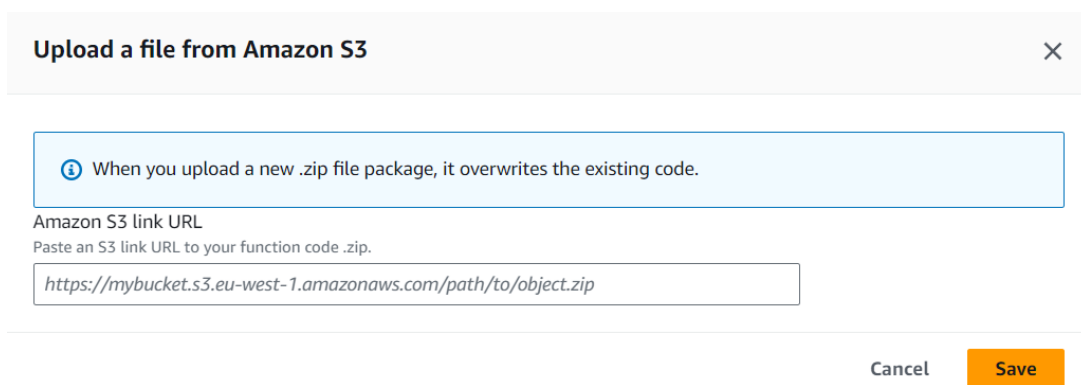 Upload a file from Amazon S3
When you upload a new .zip file package, it overwrites the existing code.
Amazon S3 link URL
Paste an S3 link URL to your function code .zip.
https://mybucket.s3.eu-west-1.amazonaws.com/path/to/object.zip
Cancel Save